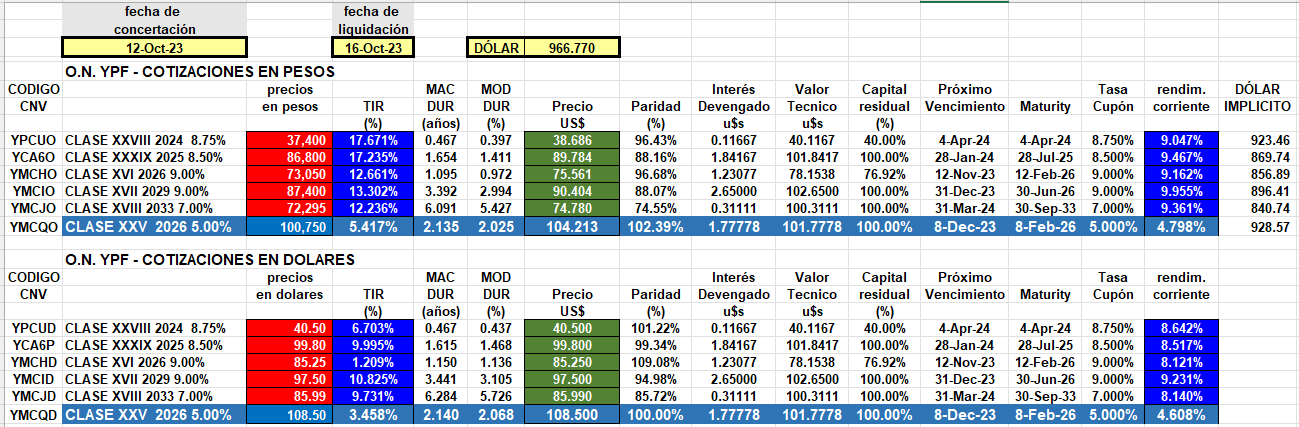 fecha de fecha de
concertación liquidación
12-Oct-23 16-Oct-23 DÓLAR 966.770
O.N. YPF - COTIZACIONES EN PESOS
CODIGO precios MAC MOD Interés Valor Capital Próximo Tasa rendim. DÓLAR
CNV en pesos TIR DUR DUR Precio Paridad Devengado Tecnico residual Vencimiento Maturity Cupón corriente IMPLICITO
(%) (años) (%) US$ (%) u$s u$s (%)
YPCUO CLASE XXVIII 2024 8.75% 37,400 17.671% 0.467 0.397 38.686 96.43% 0.11667 40.1167 40.00% 4-Apr-24 4-Apr-24 8.750% 9.047% 923.46
YCA6O CLASE XXXIX 2025 8.50% 86,800 17.235% 1.654 1.411 89.784 88.16% 1.84167 101.8417 100.00% 28-Jan-24 28-Jul-25 8.500% 9.467% 869.74
YMCHO CLASE XVI 2026 9.00% 73,050 12.661% 1.095 0.972 75.561 96.68% 1.23077 78.1538 76.92% 12-Nov-23 12-Feb-26 9.000% 9.162% 856.89
YMCIO CLASE XVII 2029 9.00% 87,400 13.302% 3.392 2.994 90.404 88.07% 2.65000 102.6500 100.00% 31-Dec-23 30-Jun-26 9.000% 9.955% 896.41
YMCJO CLASE XVIII 2033 7.00% 72,295 12.236% 6.091 5.427 74.780 74.55% 0.31111 100.3111 100.00% 31-Mar-24 30-Sep-33 7.000% 9.361% 840.74
YMCQO CLASE XXV 2026 5.00% 100,750 5.417% 2.135 2.025 104.213 102.39% 1.77778 101.7778 100.00% 8-Dec-23 8-Feb-26 5.000% 4.798% 928.57
O.N. YPF - COTIZACIONES EN DOLARES
CODIGO precios MAC MOD Interés Valor Capital Próximo Tasa rendim.
CNV en dolares TIR DUR DUR Precio Paridad Devengado Tecnico residual Vencimiento Maturity Cupón corriente
(%) (años) (%) US$ (%) u$s u$s (%)
YPCUD CLASE XXVIII 2024 8.75% 40.50 6.703% 0.467 0.437 40.500 101.22% 0.11667 40.1167 40.00% 4-Apr-24 4-Apr-24 8.750% 8.642%
YCA6P CLASE XXXIX 2025 8.50% 99.80 9.995% 1.615 1.468 99.800 99.34% 1.84167 101.8417 100.00% 28-Jan-24 28-Jul-25 8.500% 8.517%
YMCHD CLASE XVI 2026 9.00% 85.25 1.209% 1.150 1.136 85.250 109.08% 1.23077 78.1538 76.92% 12-Nov-23 12-Feb-26 9.000% 8.121%
YMCID CLASE XVII 2029 9.00% 97.50 10.825% 3.441 3.105 97.500 94.98% 2.65000 102.6500 100.00% 31-Dec-23 30-Jun-26 9.000% 9.231%
YMCJD CLASE XVIII 2033 7.00% 85.99 9.731% 6.284 5.726 85.990 85.72% 0.31111 100.3111 100.00% 31-Mar-24 30-Sep-33 7.000% 8.140%
YMCQD CLASE XXV 2026 5.00% 108.50 3.458% 2.140 2.068 108.500 100.00% 1.77778 101.7778 100.00% 8-Dec-23 8-Feb-26 5.000% 4.608%